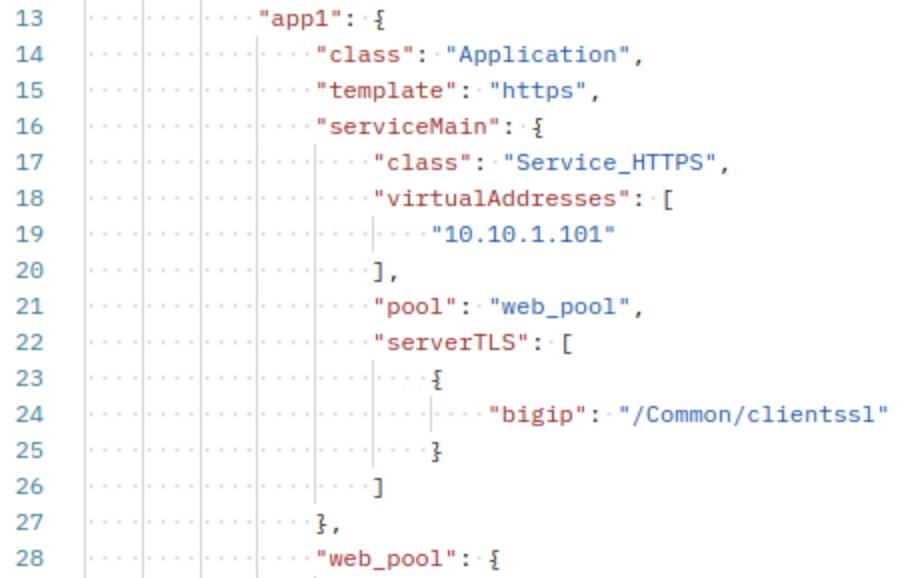 13 "app1": {
14 "class": "Application",
15 "template": "https",
16 "serviceMain": {
17 "class": "Service_HTTPS",
18 "virtualAddresses": [
19 "10.10.1.101"
20 ],
21 "pool": "web_pool",
22 "serverTLS": [
23 {
24 "bigip": "/Common/clientssl"
25 }
26 ]
27 },
28 "web_pool": {